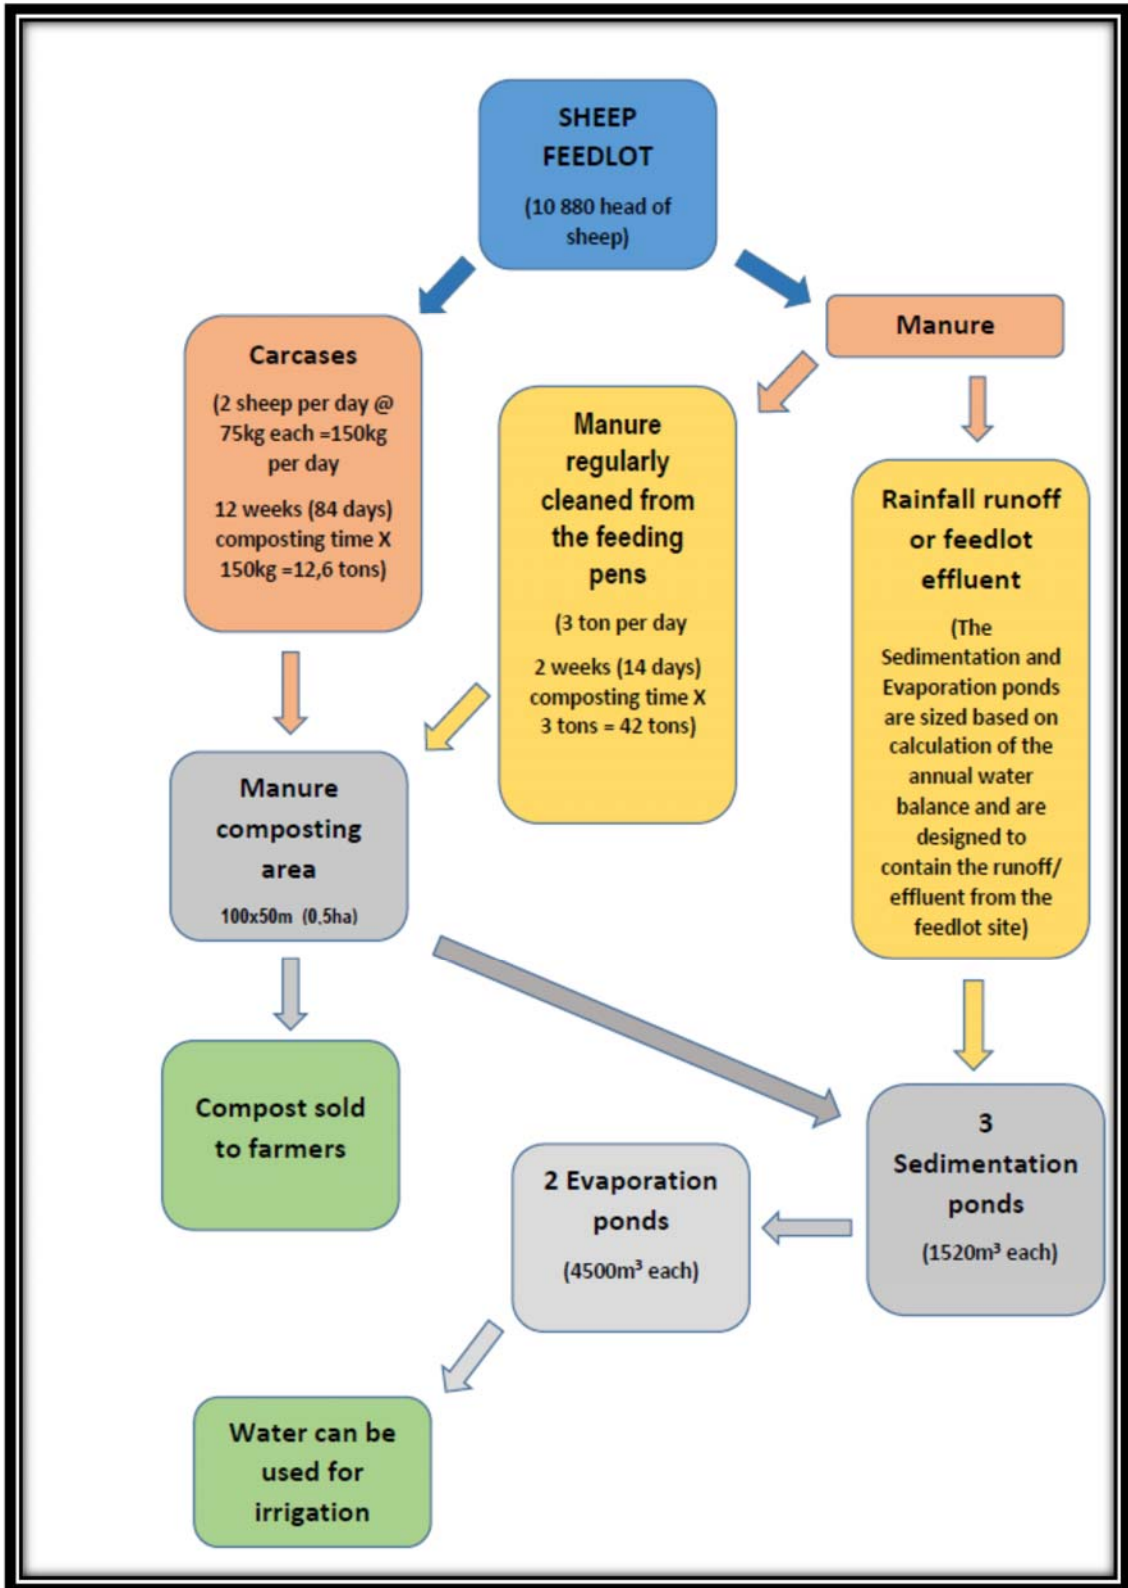 SHEEP
FEEDLOT
(10 880 head of
sheep)
Manure
Carcases
(2 sheep per day @
75kg each =150kg
per day
12 weeks (84 days)
composting time X
150kg =12,6 tons)
Manure
regularly
cleaned from
the feeding
pens
(3 ton per day
2 weeks (14 days)
composting time X
3 tons = 42 tons)
Rainfall runoff
or feedlot
effluent
(The
Sedimentation and
Evaporation ponds
are sized based on
calculation of the
annual water
balance and are
designed to
contain the runoff/
effluent from the
feedlot site)
Manure
composting
area
100x50m (0,5ha)
Compost sold
to farmers
3
Sedimentation
ponds
(1520m³ each)
2 Evaporation
ponds
(4500m³ each)
Water can be
used for
irrigation